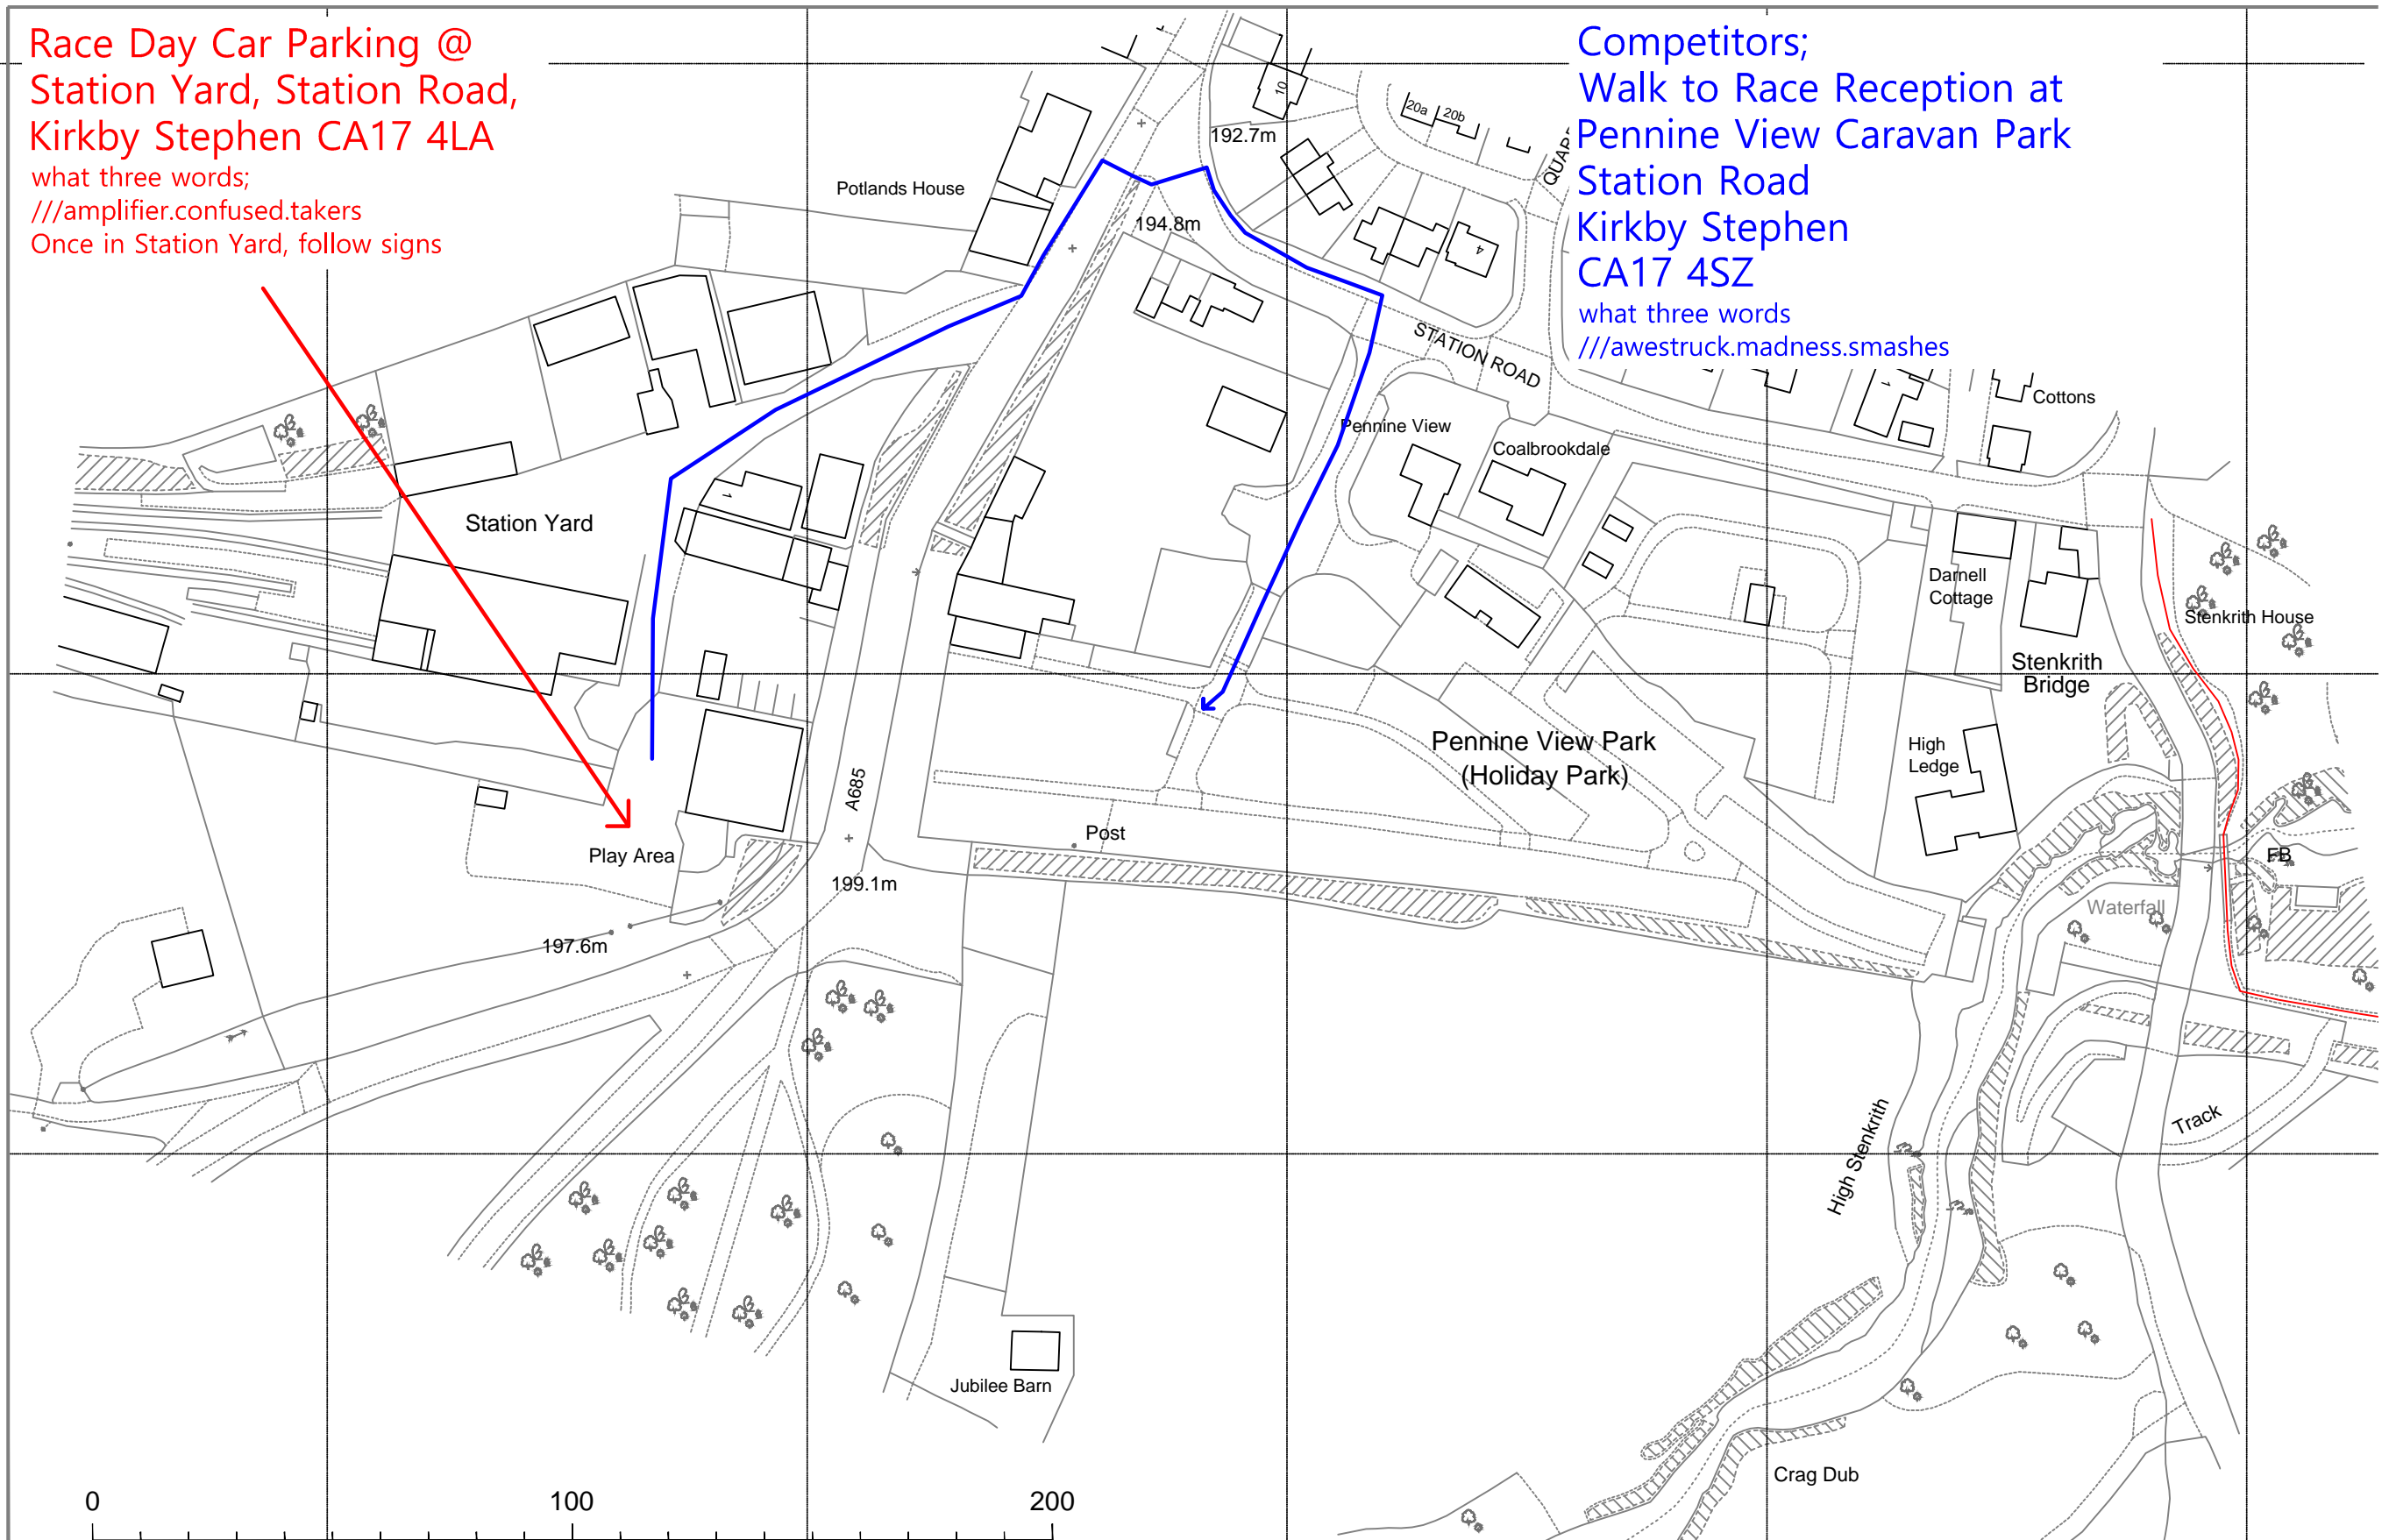 Race Day Car Parking @
Station Yard, Station Road,
Kirkby Stephen CA17 4LA
what three words;
///amplifier.confused.takers
Once in Station Yard, follow signs
Competitors;
Walk to Race Reception at
Pennine View Caravan Park
Station Road
Kirkby Stephen
CA17 4SZ
what three words
///awestruck.madness.smashes
10
20a
20b
192.7m
QUARR
Potlands House
194.8m
4
STATION ROAD
1
Cottons
Pennine View
Coalbrookdale
1
Station Yard
Darnell
Cottage
Stenkrith House
Stenkrith
Bridge
Pennine View Park
(Holiday Park)
High
Ledge
A685
Post
Play Area
FB
199.1m
Waterfall
197.6m
Track
High Stenkrith
Jubilee Barn
Crag Dub
0
100
200